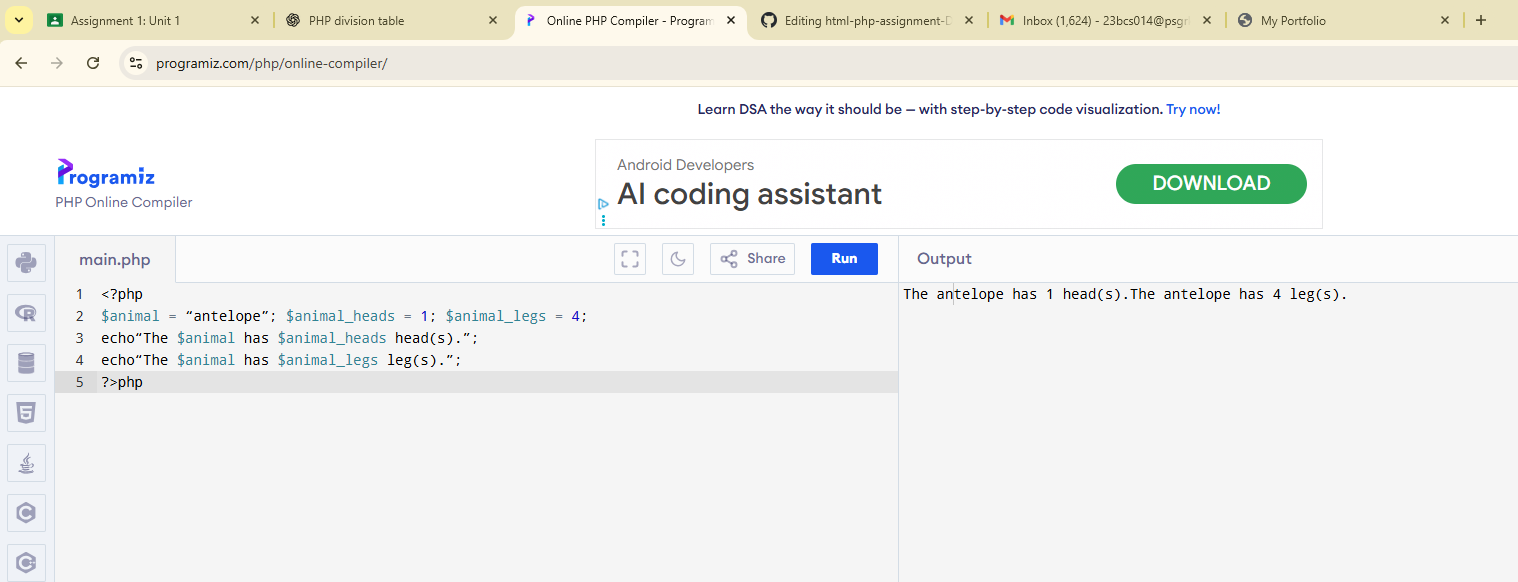 Assignment 1: Unit 1
PHP division table
Online PHP Compiler - Program
Editing html-php-assignment-D
Inbox (1,624) - 23bcs014@psgr
My Portfolio
programiz.com/php/online-compiler/
Learn DSA the way it should be — with step-by-step code visualization. Try now!
Programiz
PHP Online Compiler
Android Developers
AI coding assistant
DOWNLOAD
main.php
Share
Run
Output
1 <?php
2 $animal = “antelope”; $animal_heads = 1; $animal_legs = 4;
3 echo“The $animal has $animal_heads head(s).”;
4 echo“The $animal has $animal_legs leg(s).”;
5 ?>php
The antelope has 1 head(s).The antelope has 4 leg(s).